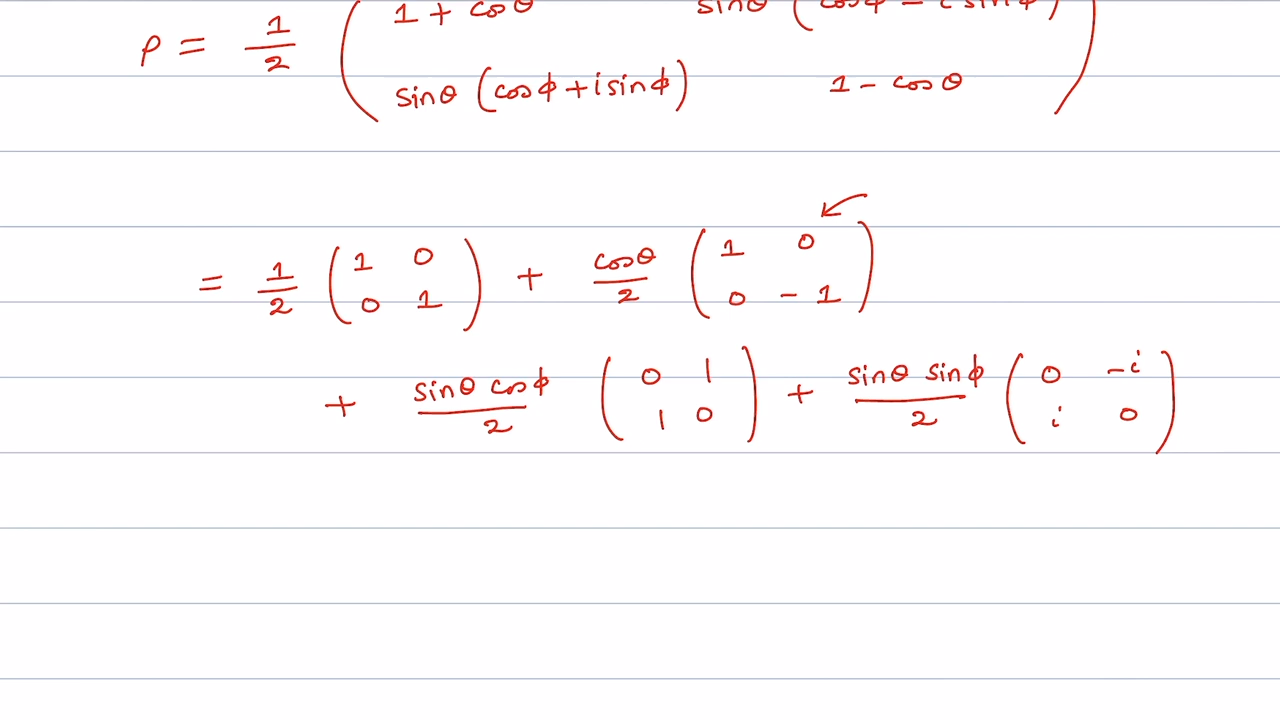 1 + cosθ sinθ (cosϕ - i sinϕ)
ρ = 1/2
sinθ (cosϕ + i sinϕ) 1 - cosθ
= 1/2 ( 1 0 ; 0 1 ) + cosθ/2 ( 1 0 ; 0 -1 )
+ sinθ cosϕ/2 ( 0 1 ; 1 0 ) + sinθ sinϕ/2 ( 0 -i ; i 0 )